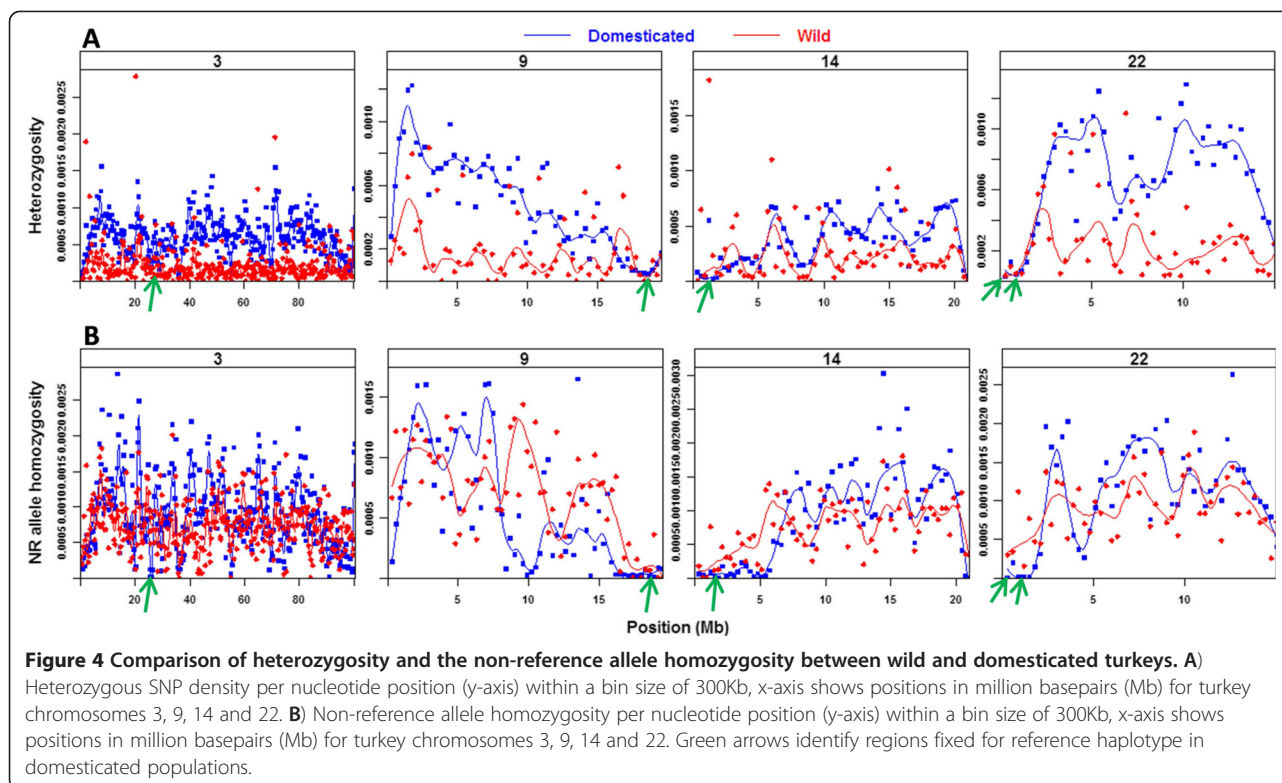 A
Domesticated Wild
3 9 14 22
Heterozygosity
0.0005 0.0010 0.0015 0.0020 0.0025
0.0002 0.0006 0.0010
0.0005 0.0010 0.0015
0.0002 0.0006 0.0010
20 40 60 80
5 10 15
5 10 15 20
5 10
B
3 9 14 22
NR allele homozygosity
0.0005 0.0010 0.0015 0.0020 0.0025
0.0005 0.0010 0.0015
0.00050 0.0010 0.0015 0.0020 0.0025 0.0030
0.0005 0.0010 0.0015 0.0020 0.0025
20 40 60 80
5 10 15
5 10 15 20
5 10
Position (Mb)
Figure 4 Comparison of heterozygosity and the non-reference allele homozygosity between wild and domesticated turkeys. A)
Heterozygous SNP density per nucleotide position (y-axis) within a bin size of 300Kb, x-axis shows positions in million basepairs (Mb) for turkey
chromosomes 3, 9, 14 and 22. B) Non-reference allele homozygosity per nucleotide position (y-axis) within a bin size of 300Kb, x-axis shows
positions in million basepairs (Mb) for turkey chromosomes 3, 9, 14 and 22. Green arrows identify regions fixed for reference haplotype in
domesticated populations.